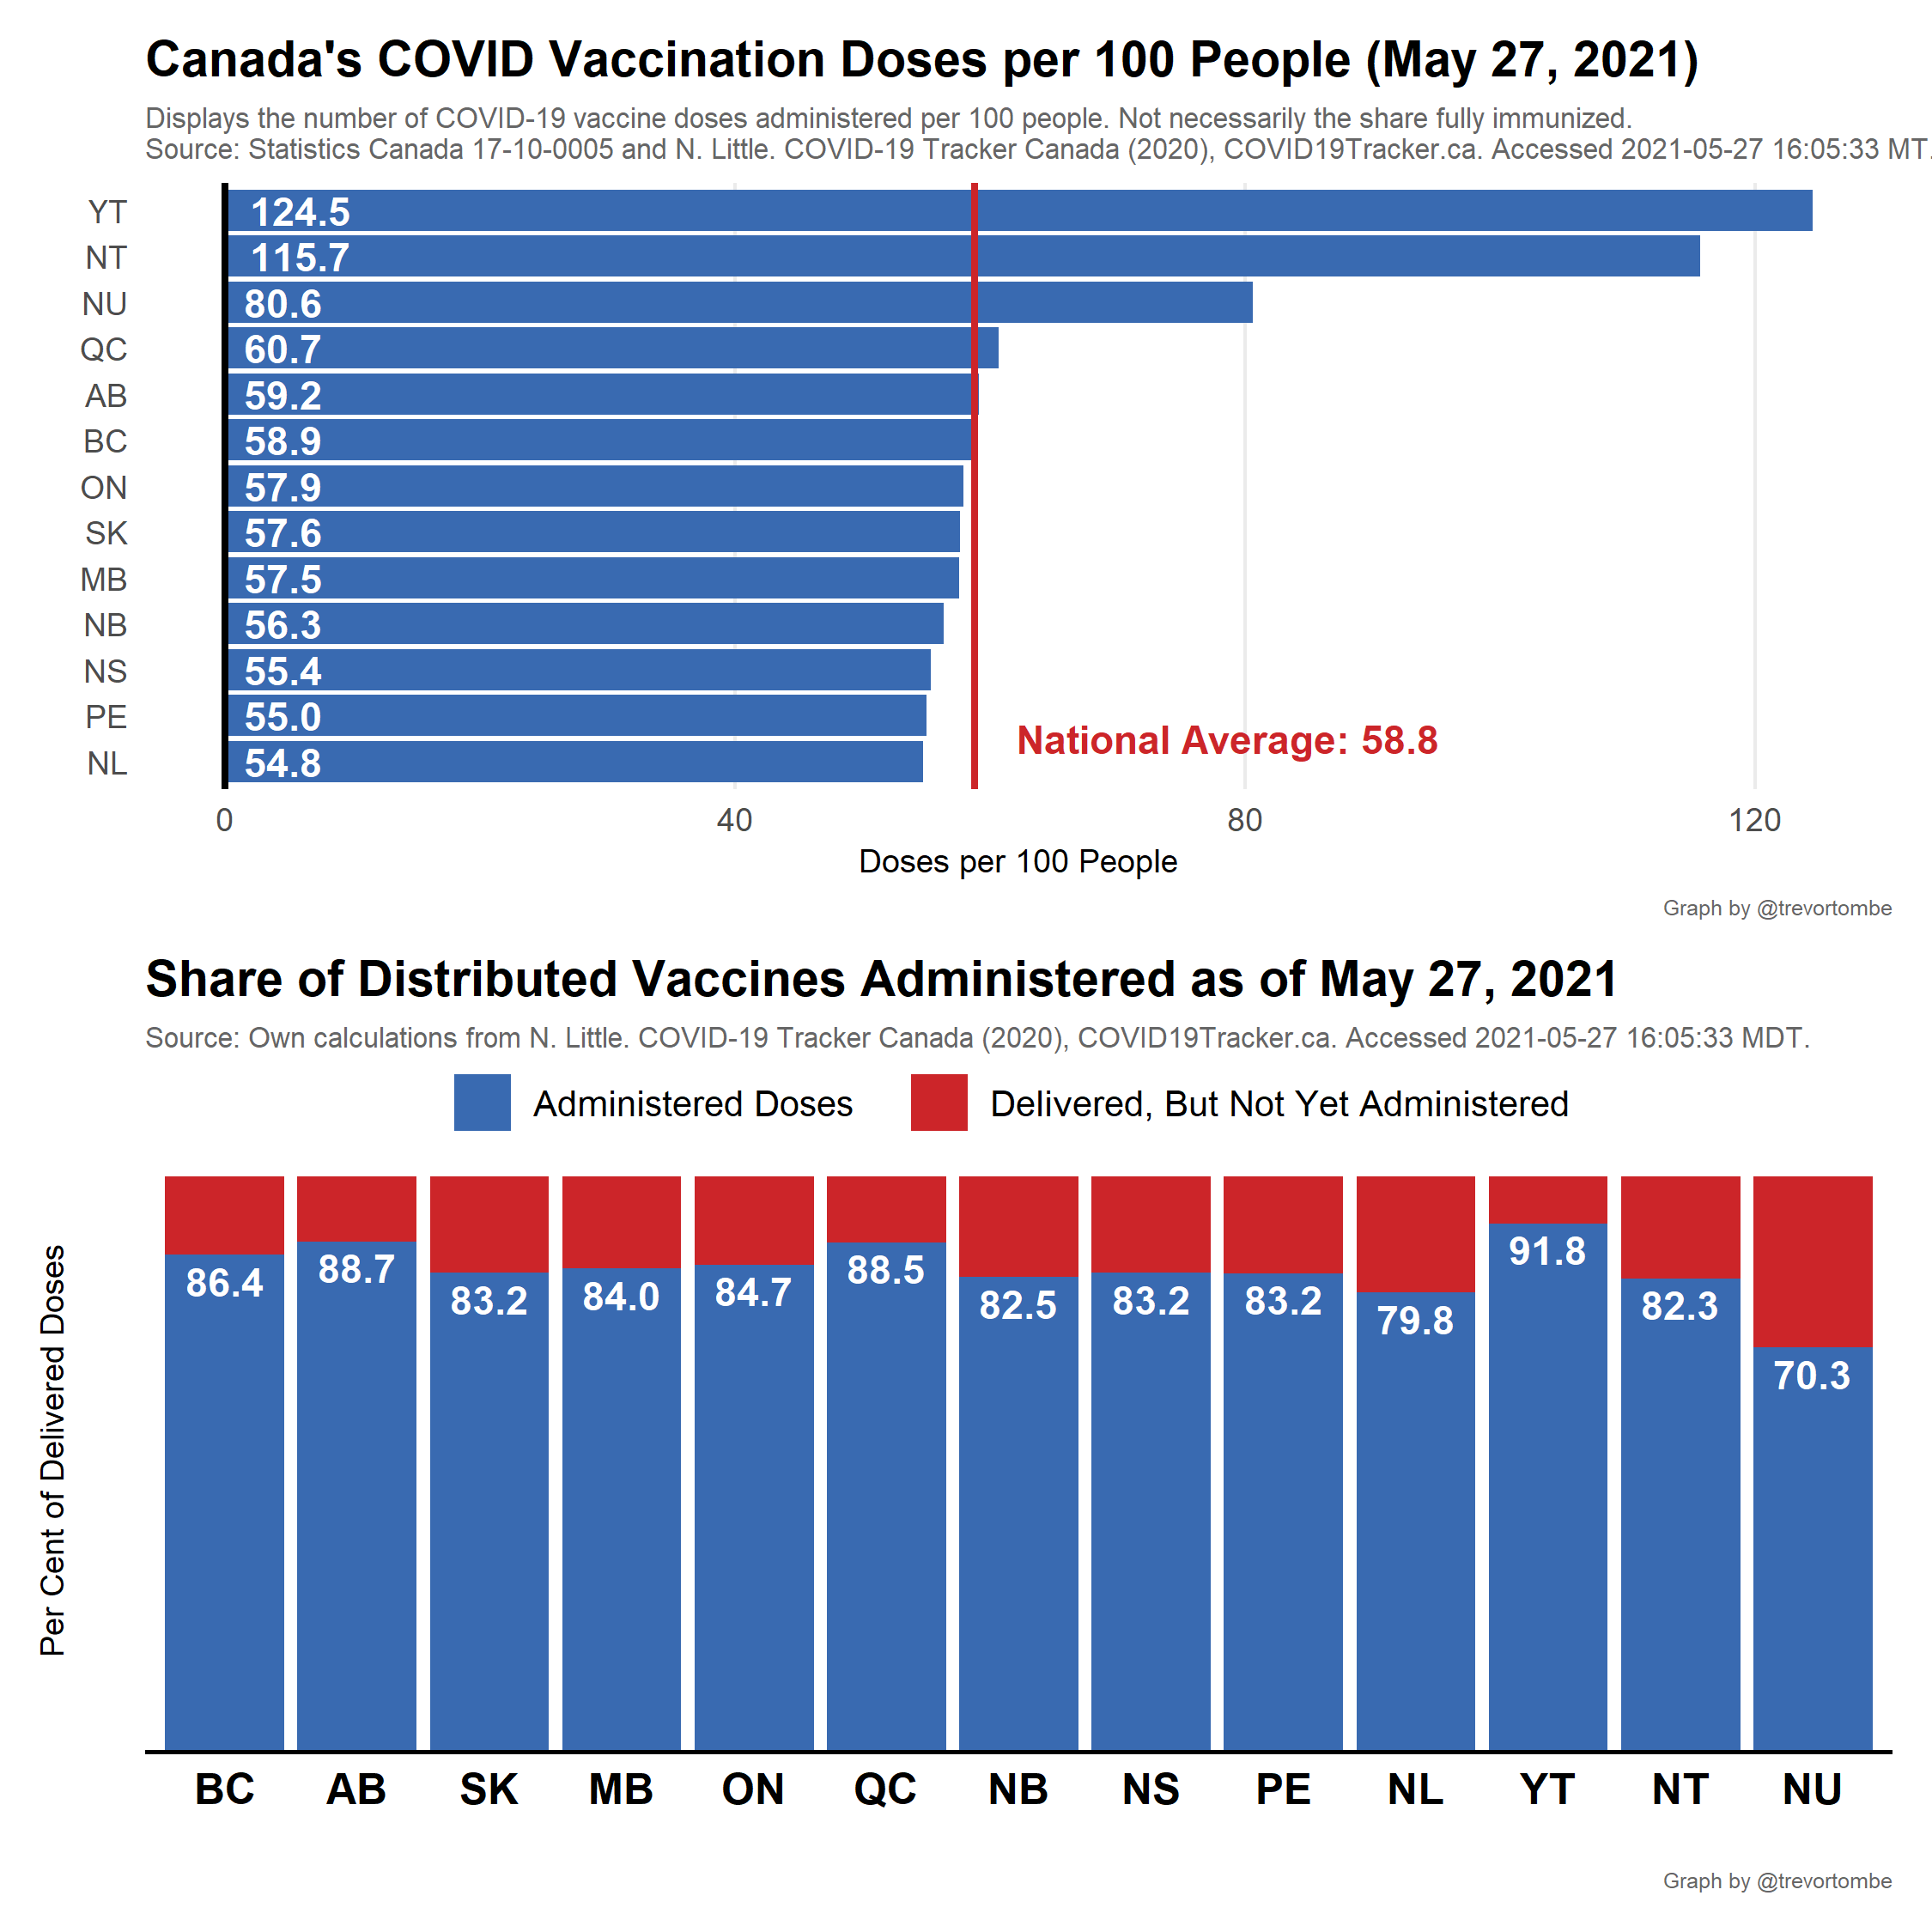 Canada's COVID Vaccination Doses per 100 People (May 27, 2021)
Displays the number of COVID-19 vaccine doses administered per 100 people. Not necessarily the share fully immunized.
Source: Statistics Canada 17-10-0005 and N. Little. COVID-19 Tracker Canada (2020), COVID19Tracker.ca. Accessed 2021-05-27 16:05:33 MT.
YT 124.5
NT 115.7
NU 80.6
QC 60.7
AB 59.2
BC 58.9
ON 57.9
SK 57.6
MB 57.5
NB 56.3
NS 55.4
PE 55.0
National Average: 58.8
NL 54.8
0 40 80 120
Doses per 100 People
Graph by @trevortombe
Share of Distributed Vaccines Administered as of May 27, 2021
Source: Own calculations from N. Little. COVID-19 Tracker Canada (2020), COVID19Tracker.ca. Accessed 2021-05-27 16:05:33 MDT.
Administered Doses Delivered, But Not Yet Administered
Per Cent of Delivered Doses
86.4 88.7 83.2 84.0 84.7 88.5 82.5 83.2 83.2 79.8 91.8 82.3 70.3
BC AB SK MB ON QC NB NS PE NL YT NT NU
Graph by @trevortombe